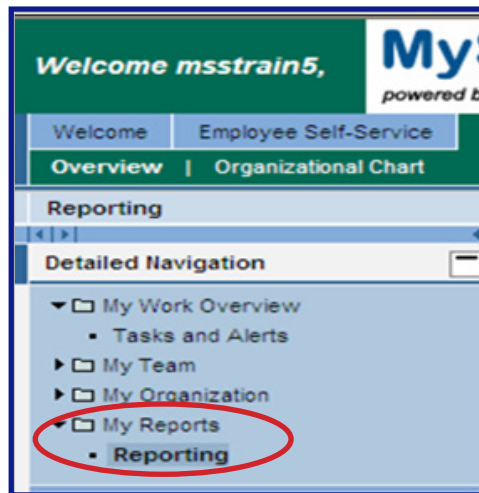 Welcome msstrain5,
powered b
Welcome Employee Self-Service
Overview | Organizational Chart
Reporting
Detailed Navigation
My Work Overview
Tasks and Alerts
My Team
My Organization
My Reports
Reporting